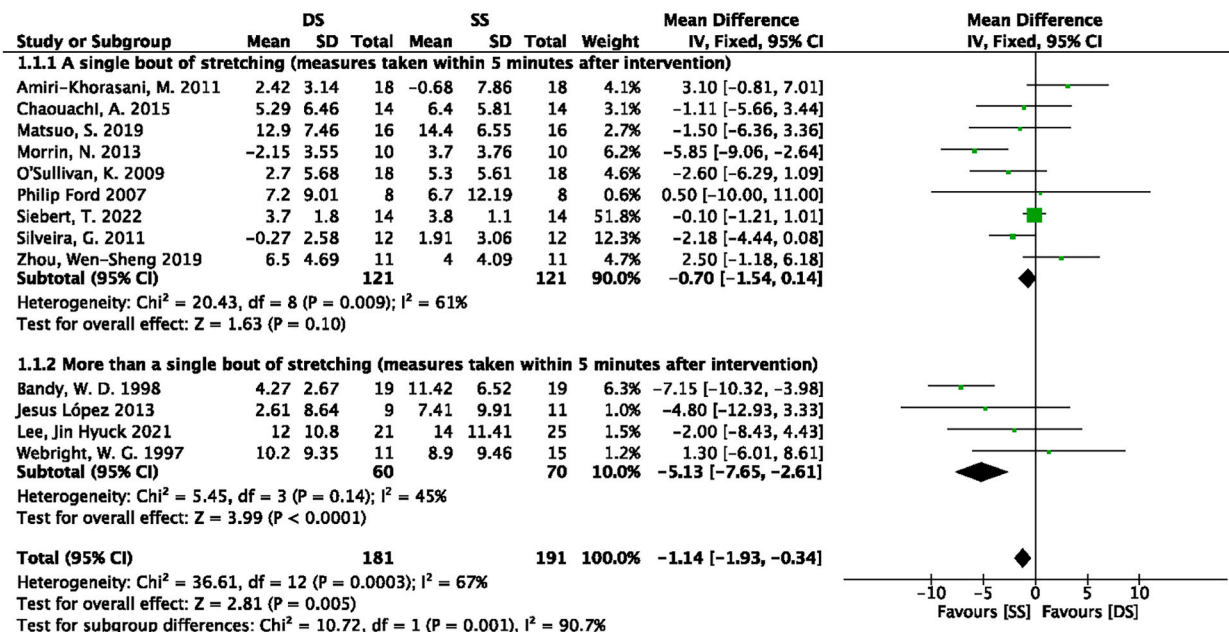 DS SS Mean Difference Mean Difference
Study or Subgroup Mean SD Total Mean SD Total Weight IV, Fixed, 95% CI IV, Fixed, 95% CI
1.1.1 A single bout of stretching (measures taken within 5 minutes after intervention)
Amiri-Khorasani, M. 2011 2.42 3.14 18 -0.68 7.86 18 4.1% 3.10 [-0.81, 7.01]
Chaouachi, A. 2015 5.29 6.46 14 6.4 5.81 14 3.1% -1.11 [-5.66, 3.44]
Matsuo, S. 2019 12.9 7.46 16 14.4 6.55 16 2.7% -1.50 [-6.36, 3.36]
Morrin, N. 2013 -2.15 3.55 10 3.7 3.76 10 6.2% -5.85 [-9.06, -2.64]
O'Sullivan, K. 2009 2.7 5.68 18 5.3 5.61 18 4.6% -2.60 [-6.29, 1.09]
Philip Ford 2007 7.2 9.01 8 6.7 12.19 8 0.6% 0.50 [-10.00, 11.00]
Siebert, T. 2022 3.7 1.8 14 3.8 1.1 14 51.8% -0.10 [-1.21, 1.01]
Silveira, G. 2011 -0.27 2.58 12 1.91 3.06 12 12.3% -2.18 [-4.44, 0.08]
Zhou, Wen-Sheng 2019 6.5 4.69 11 4 4.09 11 4.7% 2.50 [-1.18, 6.18]
Subtotal (95% CI) 121 121 90.0% -0.70 [-1.54, 0.14]
Heterogeneity: Chi² = 20.43, df = 8 (P = 0.009); I² = 61%
Test for overall effect: Z = 1.63 (P = 0.10)
1.1.2 More than a single bout of stretching (measures taken within 5 minutes after intervention)
Bandy, W. D. 1998 4.27 2.67 19 11.42 6.52 19 6.3% -7.15 [-10.32, -3.98]
Jesus López 2013 2.61 8.64 9 7.41 9.91 11 1.0% -4.80 [-12.93, 3.33]
Lee, Jin Hyuck 2021 12 10.8 21 14 11.41 25 1.5% -2.00 [-8.43, 4.43]
Webright, W. G. 1997 10.2 9.35 11 8.9 9.46 15 1.2% 1.30 [-6.01, 8.61]
Subtotal (95% CI) 60 70 10.0% -5.13 [-7.65, -2.61]
Heterogeneity: Chi² = 5.45, df = 3 (P = 0.14); I² = 45%
Test for overall effect: Z = 3.99 (P < 0.0001)
Total (95% CI) 181 191 100.0% -1.14 [-1.93, -0.34]
Heterogeneity: Chi² = 36.61, df = 12 (P = 0.0003); I² = 67%
Test for overall effect: Z = 2.81 (P = 0.005)
Test for subgroup differences: Chi² = 10.72, df = 1 (P = 0.001), I² = 90.7%
-10 -5 0 5 10
Favours [SS] Favours [DS]